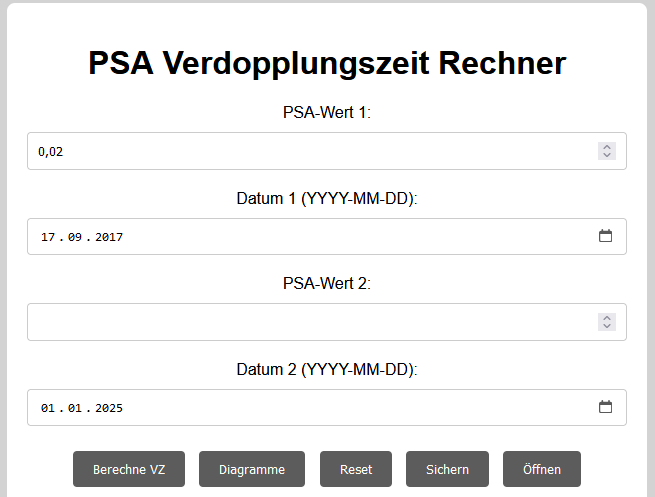 PSA Verdopplungszeit Rechner
PSA-Wert 1:
0,02
Datum 1 (YYYY-MM-DD):
17.09.2017
PSA-Wert 2:
Datum 2 (YYYY-MM-DD):
01.01.2025
Berechne VZ Diagramme Reset Sichern Öffnen